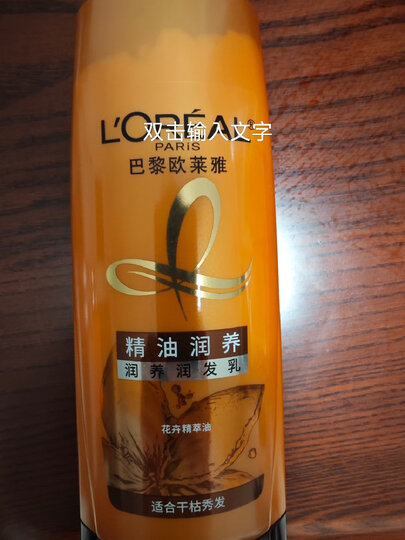 L'ORÉAL®
双击输入文字
PARIS
巴黎欧莱雅
精油润养
润养润发乳
花卉精萃油
适合干枯秀发